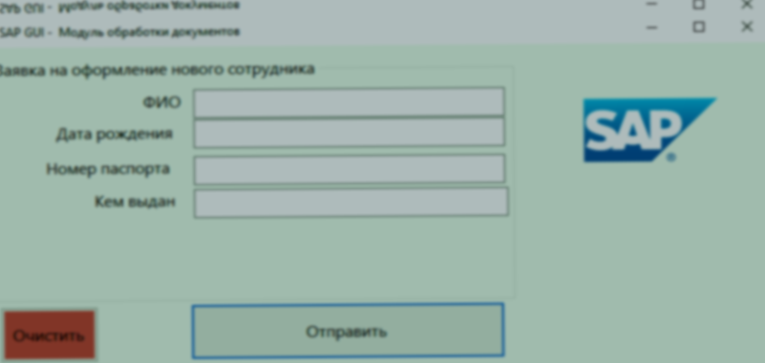 SAP GUI - Модуль обработки документов
SAP GUI - Модуль обработки документов
Заявка на оформление нового сотрудника
ФИО
Дата рождения
Номер паспорта
Кем выдан
SAP
®
Очистить
Отправить